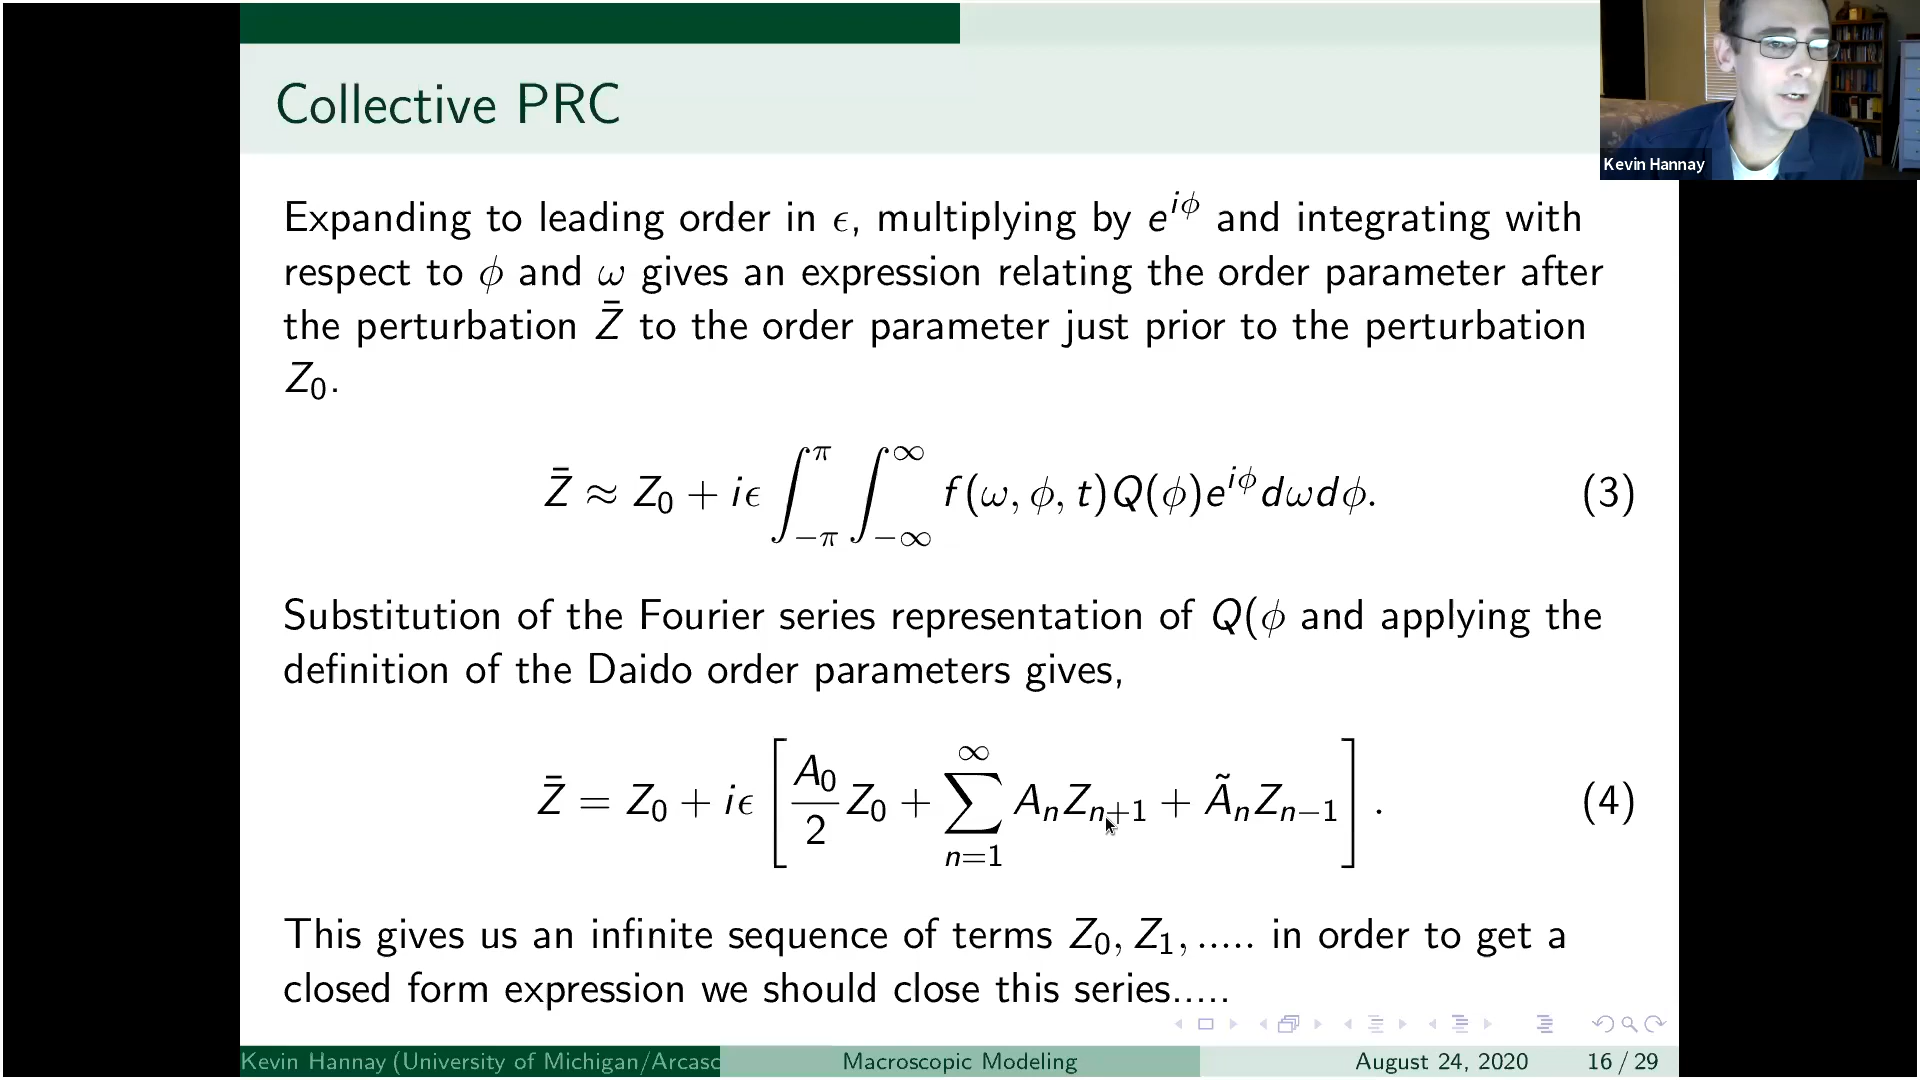 Collective PRC
Kevin Hannay
Expanding to leading order in ϵ, multiplying by e^{iϕ} and integrating with
respect to ϕ and ω gives an expression relating the order parameter after
the perturbation Z̄ to the order parameter just prior to the perturbation
Z₀.
Z̄ ≈ Z₀ + iϵ ∫_{−π}^{π} ∫_{−∞}^{∞} f(ω, ϕ, t)Q(ϕ)e^{iϕ}dωdϕ. (3)
Substitution of the Fourier series representation of Q(ϕ and applying the
definition of the Daido order parameters gives,
Z̄ = Z₀ + iϵ [ A₀/2 Z₀ + ∑_{n=1}^{∞} A_n Z_{n+1} + Ã_n Z_{n−1} ]. (4)
This gives us an infinite sequence of terms Z₀, Z₁, ..... in order to get a
closed form expression we should close this series.....
Kevin Hannay (University of Michigan/Arcasc
Macroscopic Modeling
August 24, 2020
16 / 29